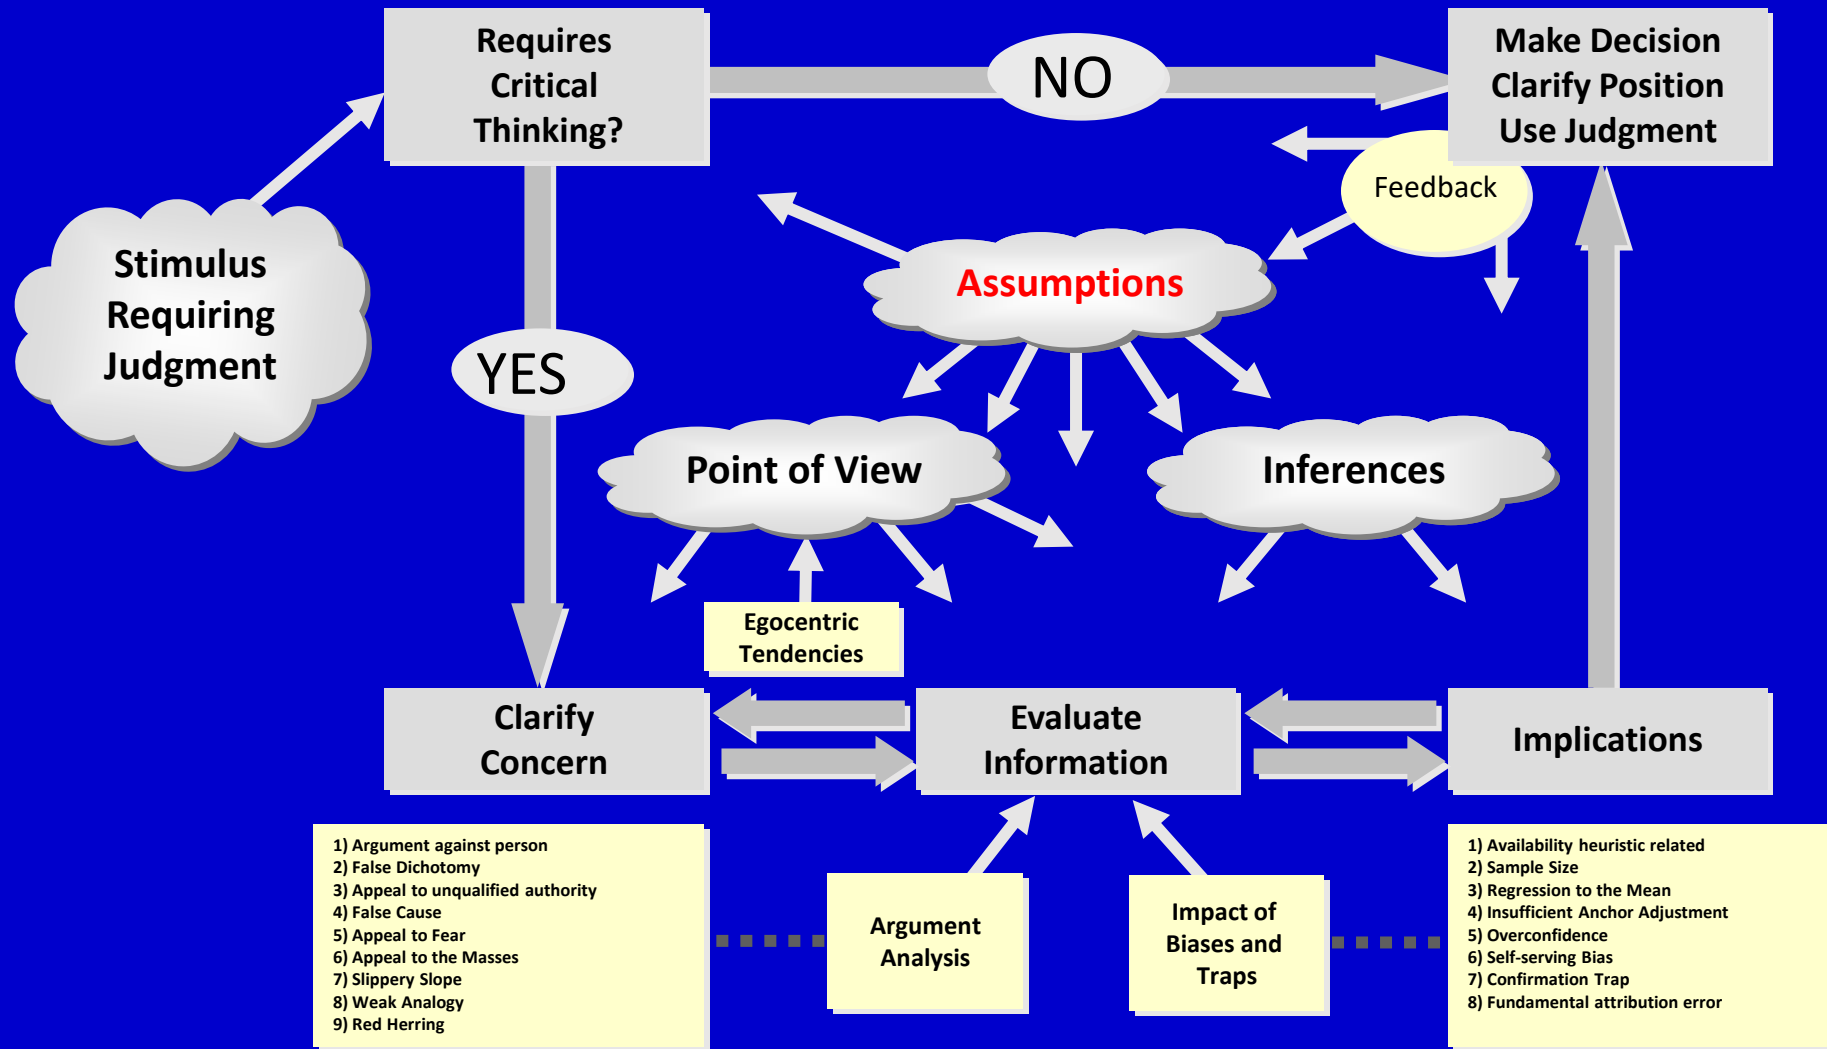 Requires
Critical
Thinking?
NO
Make Decision
Clarify Position
Use Judgment
Feedback
Stimulus
Requiring
Judgment
Assumptions
YES
Point of View
Inferences
Egocentric
Tendencies
Clarify
Concern
Evaluate
Information
Implications
1) Argument against person
2) False Dichotomy
3) Appeal to unqualified authority
4) False Cause
5) Appeal to Fear
6) Appeal to the Masses
7) Slippery Slope
8) Weak Analogy
9) Red Herring
Argument
Analysis
Impact of
Biases and
Traps
1) Availability heuristic related
2) Sample Size
3) Regression to the Mean
4) Insufficient Anchor Adjustment
5) Overconfidence
6) Self-serving Bias
7) Confirmation Trap
8) Fundamental attribution error